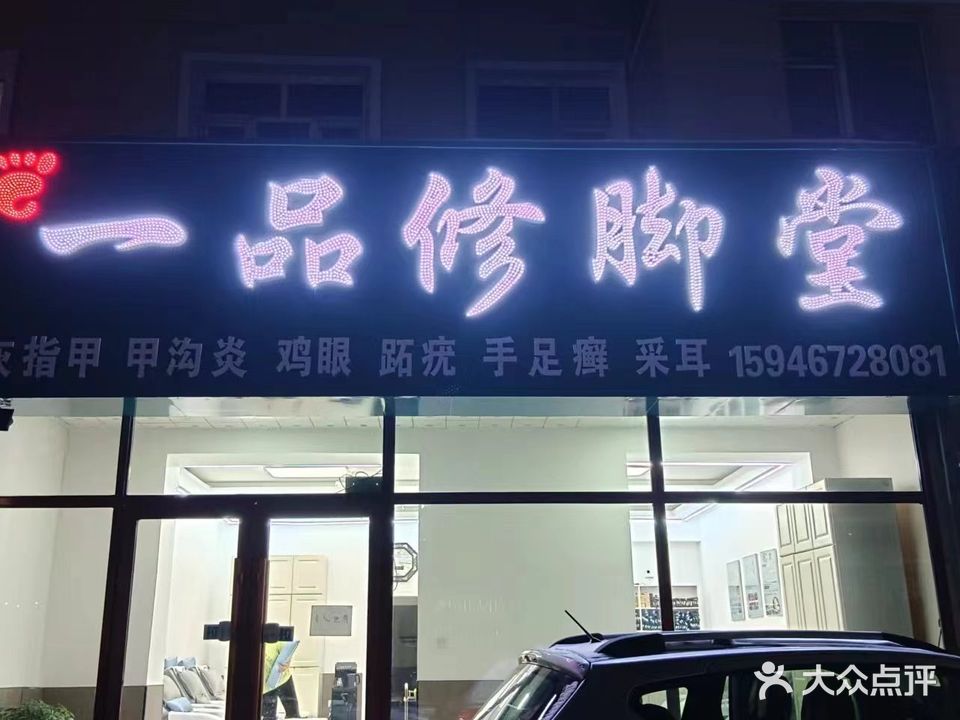 一品修脚堂
灰指甲 甲沟炎 鸡眼 跖疣 手足癣 采耳 15946728081
大众点评